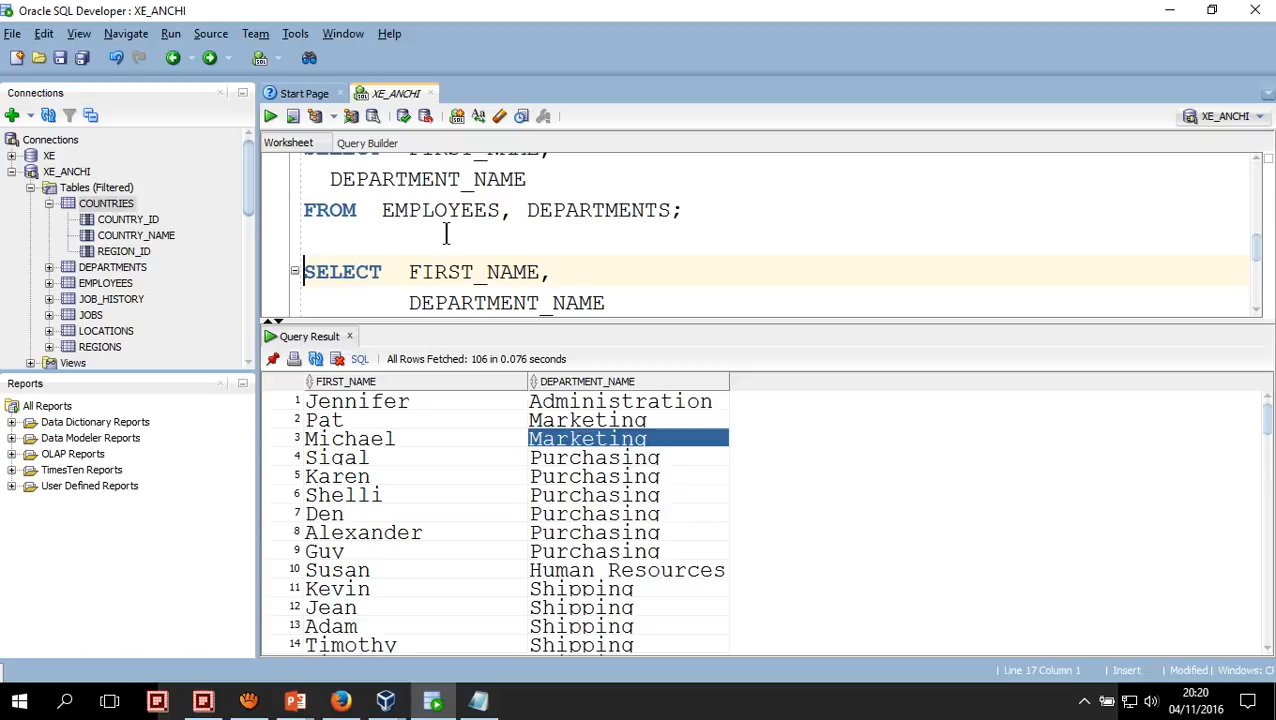 Oracle SQL Developer : XE_ANCHI
File Edit View Navigate Run Source Team Tools Window Help
Connections
Start Page
XE_ANCHI
XE_ANCHI
Connections
XE
XE_ANCHI
Tables (Filtered)
COUNTRIES
COUNTRY_ID
COUNTRY_NAME
REGION_ID
DEPARTMENTS
EMPLOYEES
JOB_HISTORY
JOBS
LOCATIONS
REGIONS
Views
Worksheet Query Builder
SELECT FIRST_NAME,
DEPARTMENT_NAME
FROM EMPLOYEES, DEPARTMENTS;
SELECT FIRST_NAME,
DEPARTMENT_NAME
Query Result
SQL All Rows Fetched: 106 in 0.076 seconds
FIRST_NAME DEPARTMENT_NAME
1 Jennifer Administration
2 Pat Marketing
3 Michael Marketing
4 Sigal Purchasing
5 Karen Purchasing
6 Shelli Purchasing
7 Den Purchasing
8 Alexander Purchasing
9 Guy Purchasing
10 Susan Human Resources
11 Kevin Shipping
12 Jean Shipping
13 Adam Shipping
14 Timothy Shipping
Reports
All Reports
Data Dictionary Reports
Data Modeler Reports
OLAP Reports
TimesTen Reports
User Defined Reports
Line 17 Column 1 Insert Modified Windows: CF
20:20
04/11/2016